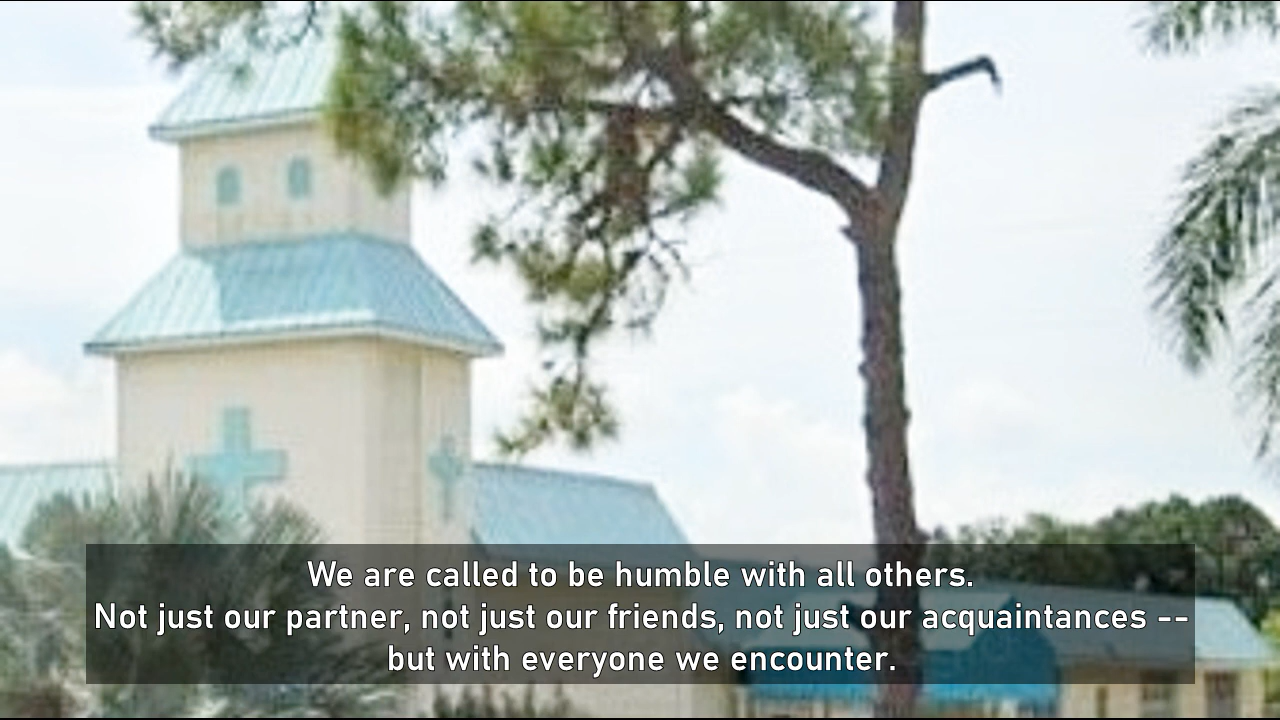 We are called to be humble with all others.
Not just our partner, not just our friends, not just our acquaintances --
but with everyone we encounter.